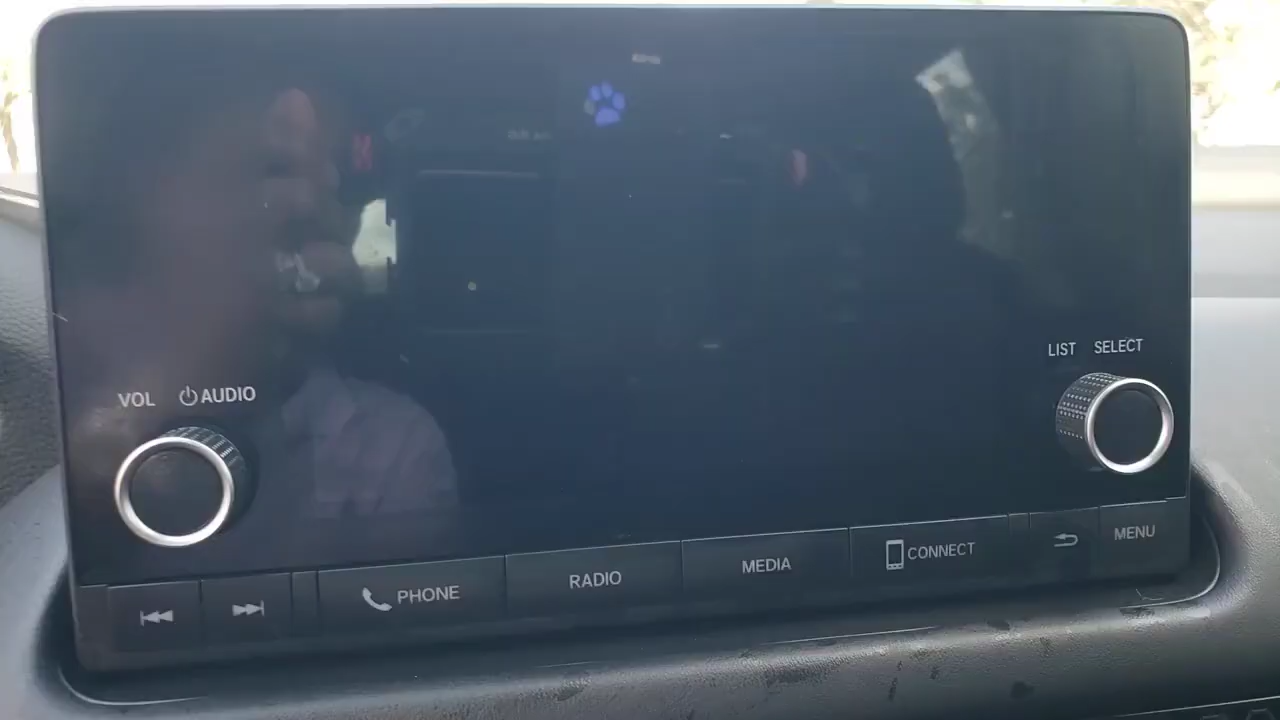 LIST SELECT
VOL AUDIO
PHONE
RADIO
MEDIA
CONNECT
MENU